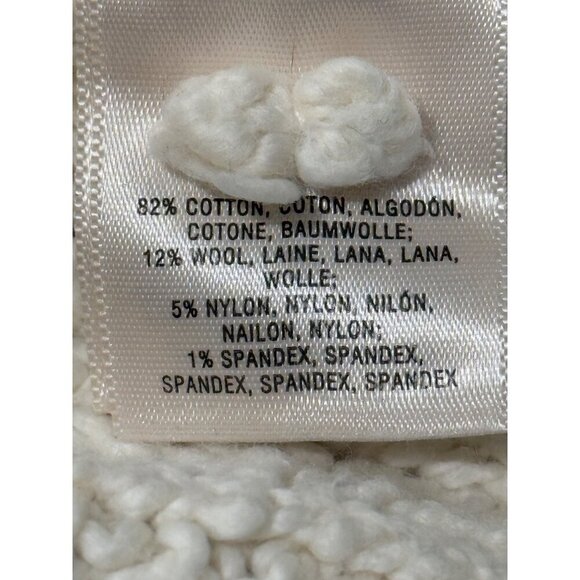 82% COTTON, COTON, ALGODÓN,
COTONE, BAUMWOLLE;
12% WOOL, LAINE, LANA, LANA,
WOLLE;
5% NYLON, NYLON, NILÓN,
NAILON, NYLON;
1% SPANDEX, SPANDEX,
SPANDEX, SPANDEX, SPANDEX